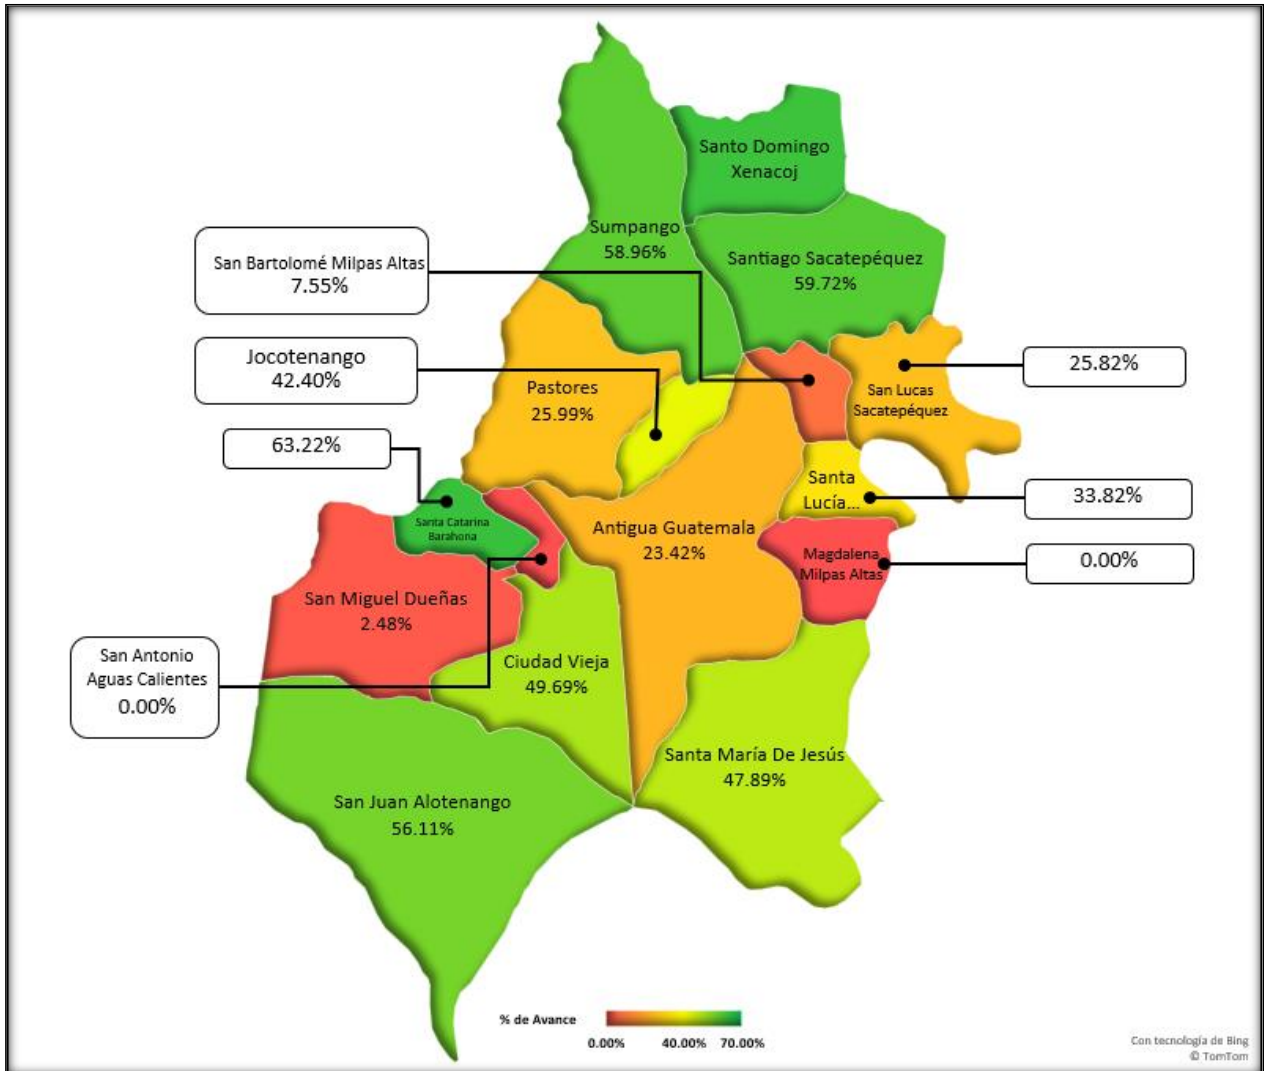 Santo Domingo
Xenacoj
Sumpango
58.96%
Santiago Sacatepéquez
59.72%
San Bartolomé Milpas Altas
7.55%
Jocotenango
42.40%
25.82%
Pastores
25.99%
San Lucas
Sacatepéquez
63.22%
Santa
Lucía...
33.82%
Santa Catarina
Barahona
Antigua Guatemala
23.42%
Magdalena
Milpas Altas
0.00%
San Miguel Dueñas
2.48%
San Antonio
Aguas Calientes
0.00%
Ciudad Vieja
49.69%
Santa María De Jesús
47.89%
San Juan Alotenango
56.11%
% de Avance
0.00% 40.00% 70.00%
Con tecnología de Bing
© TomTom